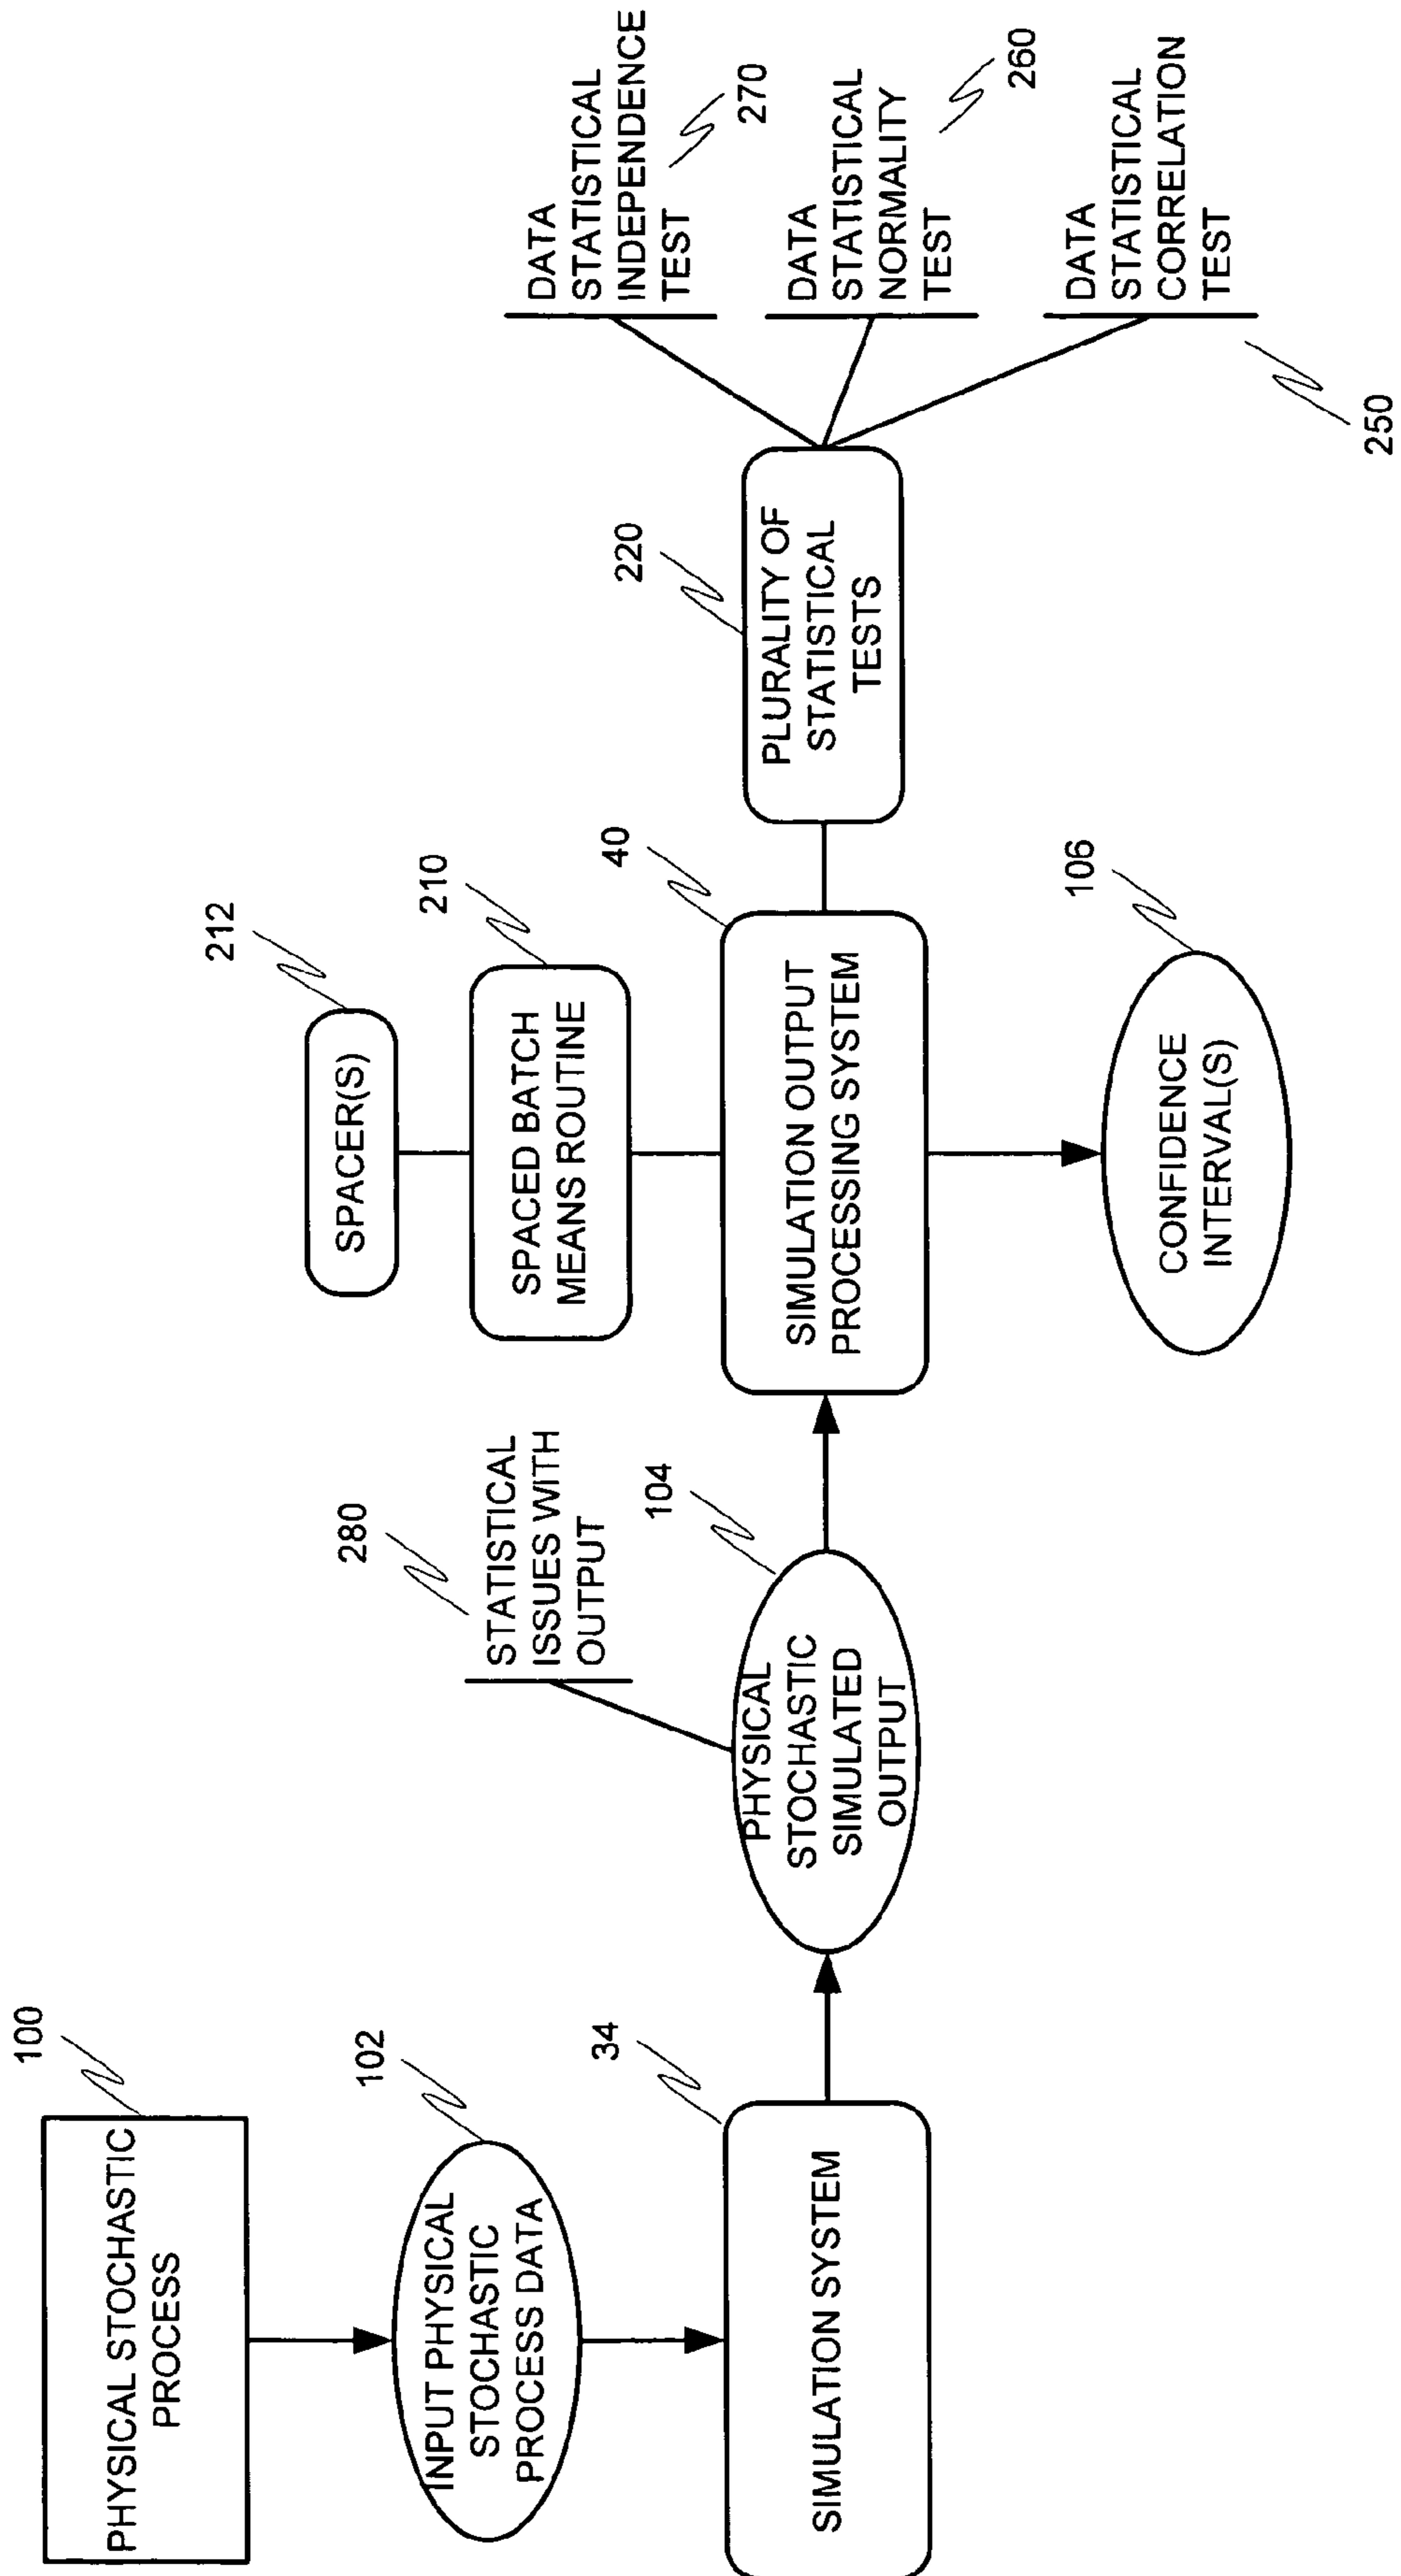 100
PHYSICAL STOCHASTIC
PROCESS
102
INPUT PHYSICAL
STOCHASTIC
PROCESS DATA
34
SIMULATION SYSTEM
280
STATISTICAL
ISSUES WITH
OUTPUT
104
PHYSICAL
STOCHASTIC
SIMULATED
OUTPUT
212
SPACER(S)
210
SPACED BATCH
MEANS ROUTINE
40
SIMULATION OUTPUT
PROCESSING SYSTEM
106
CONFIDENCE
INTERVAL(S)
220
PLURALITY OF
STATISTICAL
TESTS
DATA
STATISTICAL
INDEPENDENCE
TEST
270
DATA
STATISTICAL
NORMALITY
TEST
260
DATA
STATISTICAL
CORRELATION
TEST
250